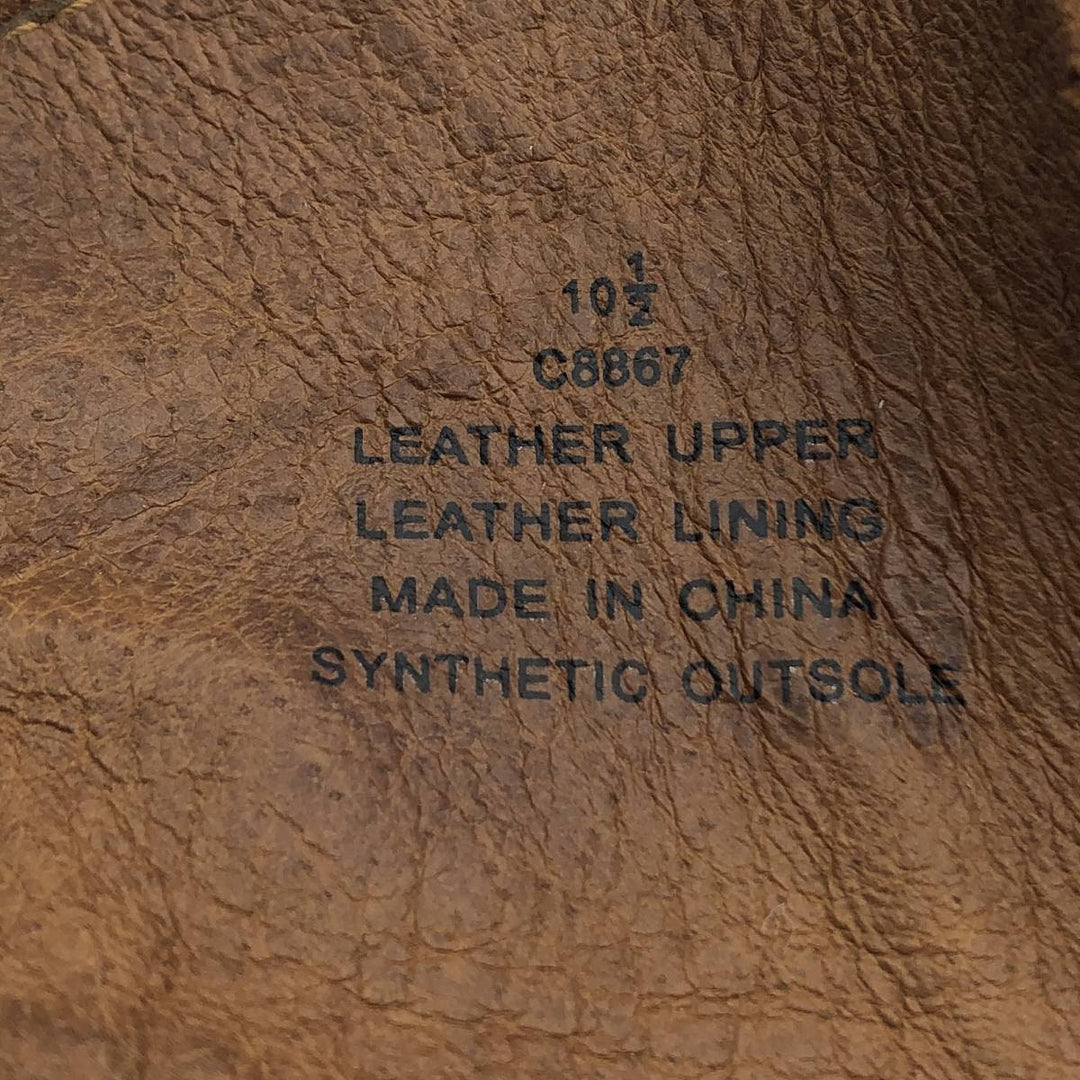 10½
C8867
LEATHER UPPER
LEATHER LINING
MADE IN CHINA
SYNTHETIC OUTSOLE